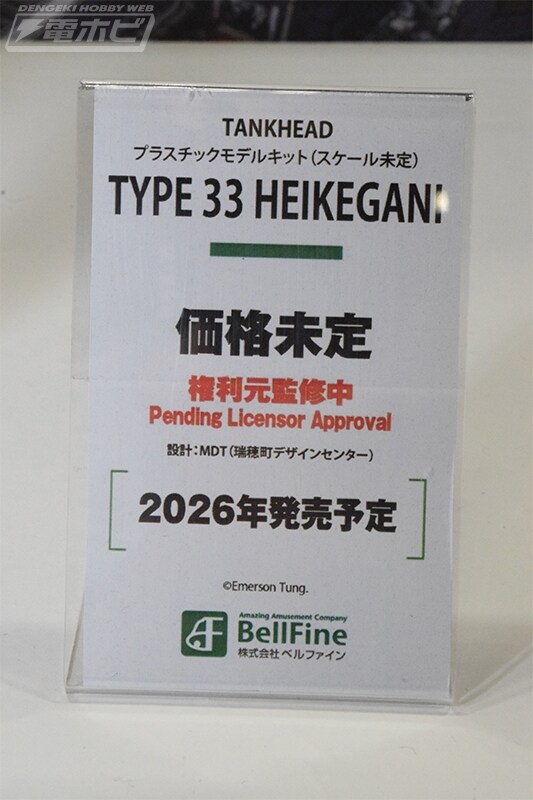 DENGEKI HOBBY WEB
電ホビ
TANKHEAD
プラスチックモデルキット（スケール未定）
TYPE 33 HEIKEGANI
価格未定
権利元監修中
Pending Licensor Approval
設計：MDT（瑞穂町デザインセンター）
2026年発売予定
©Emerson Tung.
Amazing Amusement Company
BellFine
株式会社ベルファイン